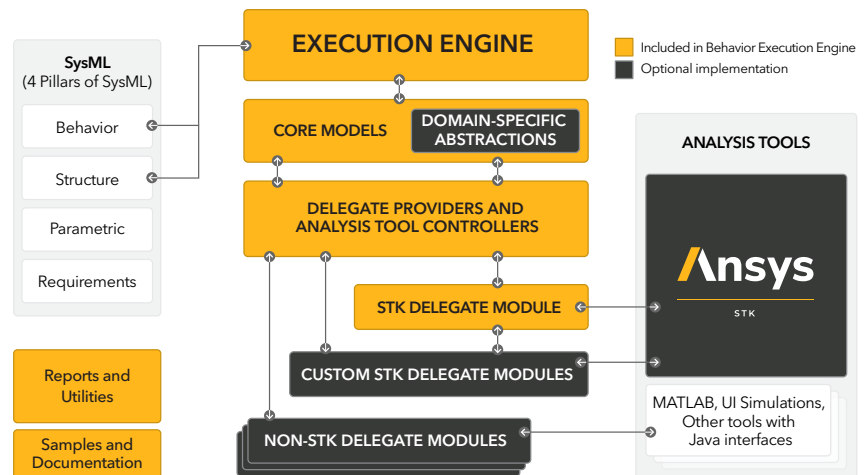 SysML
(4 Pillars of SysML)
Behavior
Structure
Parametric
Requirements
Reports and
Utilities
Samples and
Documentation
EXECUTION ENGINE
CORE MODELS
DOMAIN-SPECIFIC
ABSTRACTIONS
DELEGATE PROVIDERS AND
ANALYSIS TOOL CONTROLLERS
STK DELEGATE MODULE
CUSTOM STK DELEGATE MODULES
NON-STK DELEGATE MODULES
Included in Behavior Execution Engine
Optional implementation
ANALYSIS TOOLS
Ansys
STK
MATLAB, UI Simulations,
Other tools with
Java interfaces